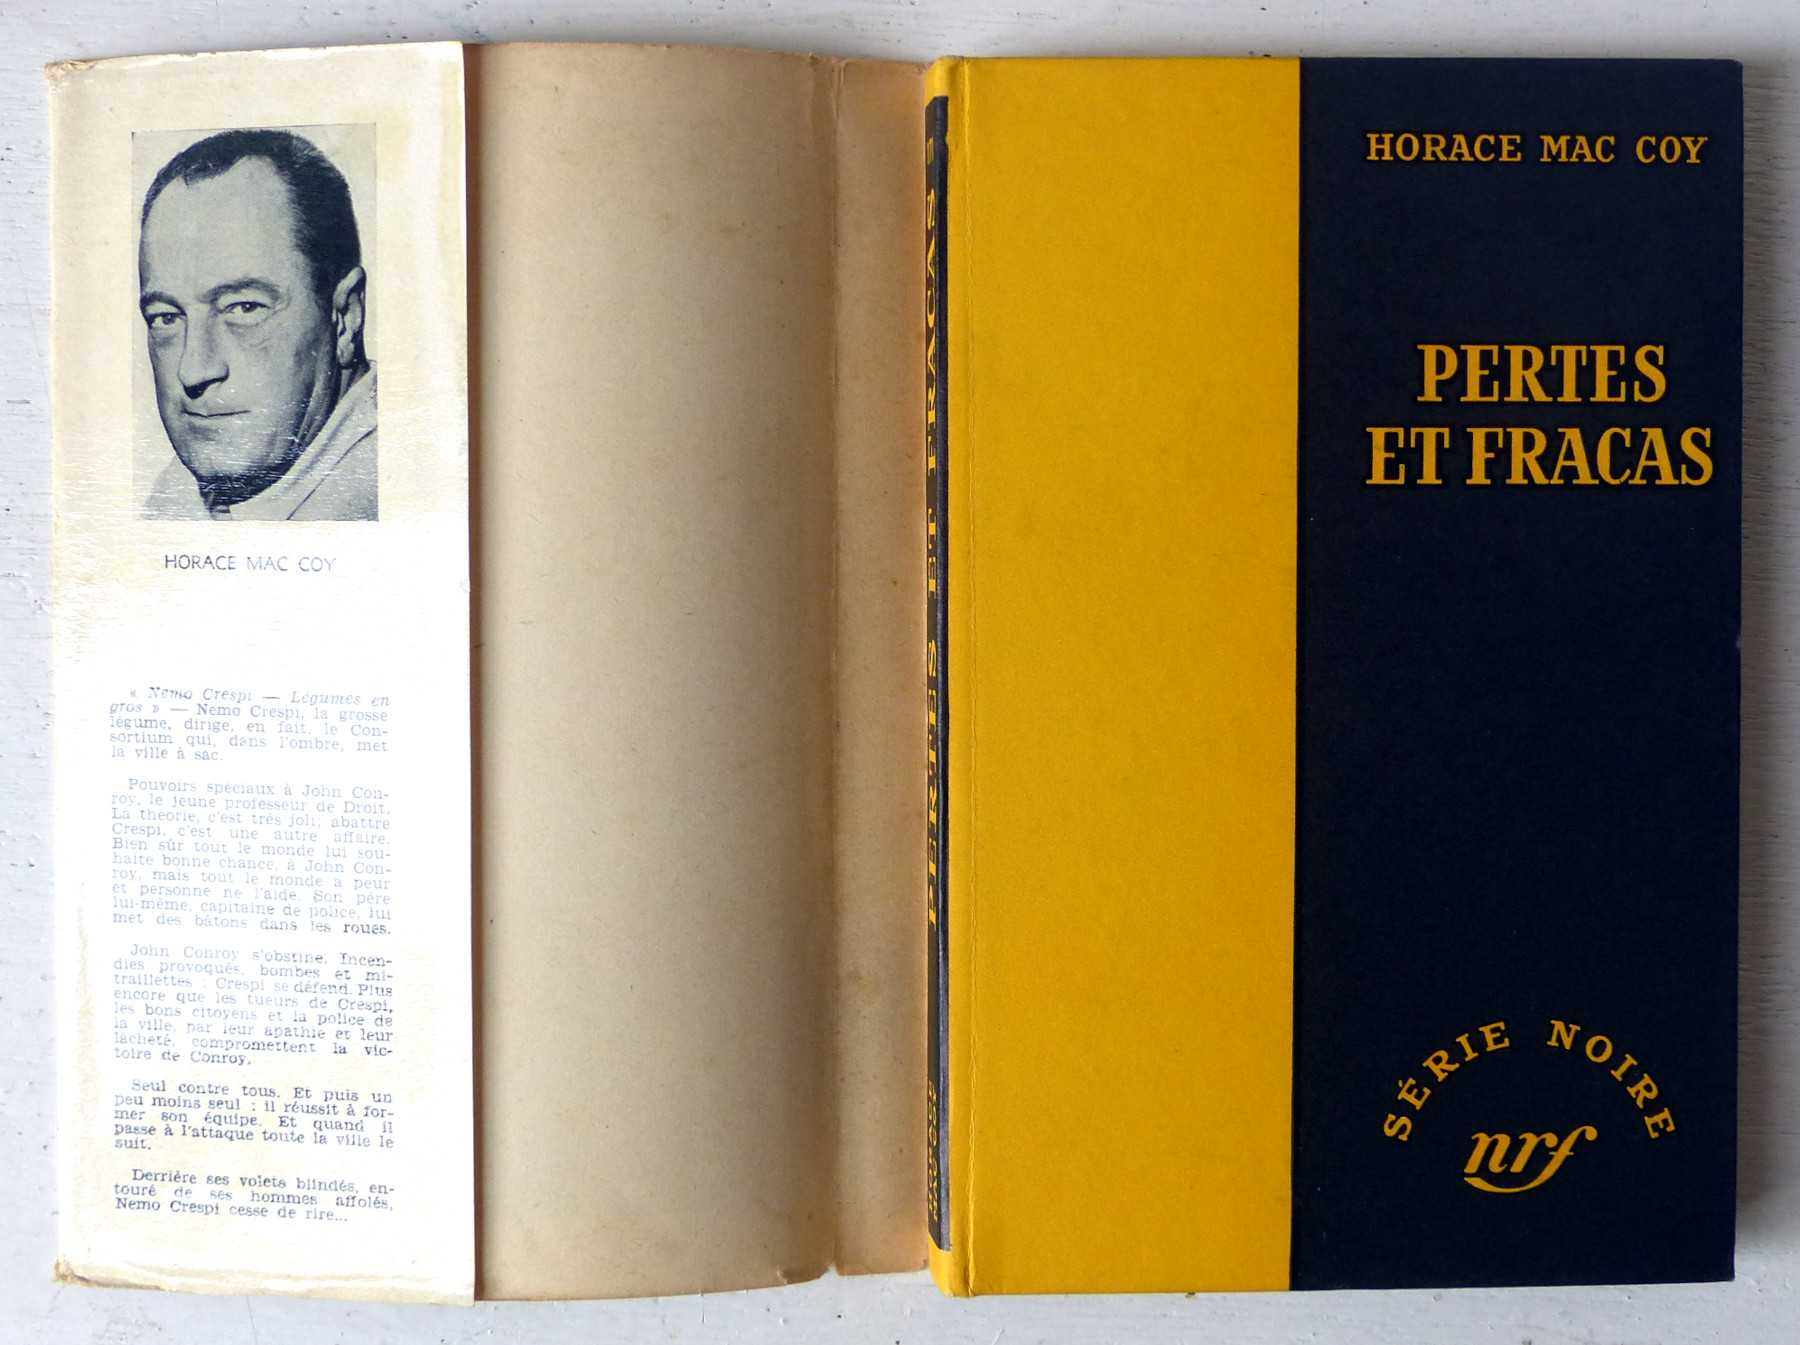 HORACE MAC COY
« Nemo Crespi — Légumes en
gros » — Nemo Crespi, la grosse
légume, dirige, en fait, le Con-
sortium qui, dans l'ombre, met
la ville à sac.
Pouvoirs spéciaux à John Con-
roy, le jeune professeur de Droit.
La théorie, c'est très joli; abattre
Crespi, c'est une autre affaire.
Bien sûr tout le monde lui sou-
haite bonne chance, à John Con-
roy, mais tout le monde a peur
et personne ne l'aide. Son père
lui-même, capitaine de police, lui
met des bâtons dans les roues.
John Conroy s'obstine. Incen-
dies provoqués, bombes et mi-
traillettes : Crespi se défend. Plus
encore que les tueurs de Crespi,
les bons citoyens et la police de
la ville, par leur apathie et leur
lâcheté, compromettent la vic-
toire de Conroy.
Seul contre tous. Et puis un
peu moins seul : il réussit à for-
mer son équipe. Et quand il
passe à l'attaque toute la ville le
suit.
Derrière ses volets blindés, en-
touré de ses hommes affolés,
Nemo Crespi cesse de rire...
PERTES ET FRACAS
HORACE
MAC COY
HORACE MAC COY
PERTES
ET FRACAS
SÉRIE NOIRE
nrf